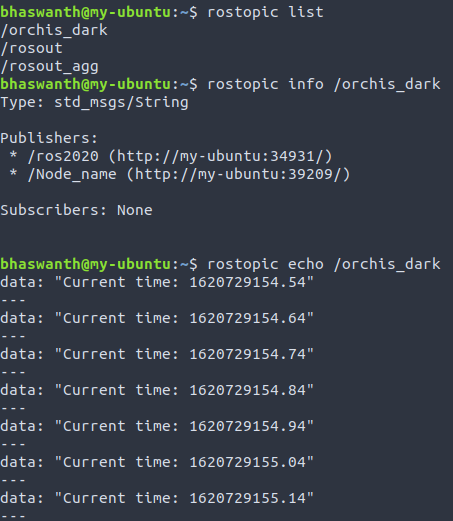 bhaswanth@my-ubuntu:~$ rostopic list
/orchis_dark
/rosout
/rosout_agg
bhaswanth@my-ubuntu:~$ rostopic info /orchis_dark
Type: std_msgs/String
Publishers:
* /ros2020 (http://my-ubuntu:34931/)
* /Node_name (http://my-ubuntu:39209/)
Subscribers: None
bhaswanth@my-ubuntu:~$ rostopic echo /orchis_dark
data: "Current time: 1620729154.54"
---
data: "Current time: 1620729154.64"
---
data: "Current time: 1620729154.74"
---
data: "Current time: 1620729154.84"
---
data: "Current time: 1620729154.94"
---
data: "Current time: 1620729155.04"
---
data: "Current time: 1620729155.14"
---